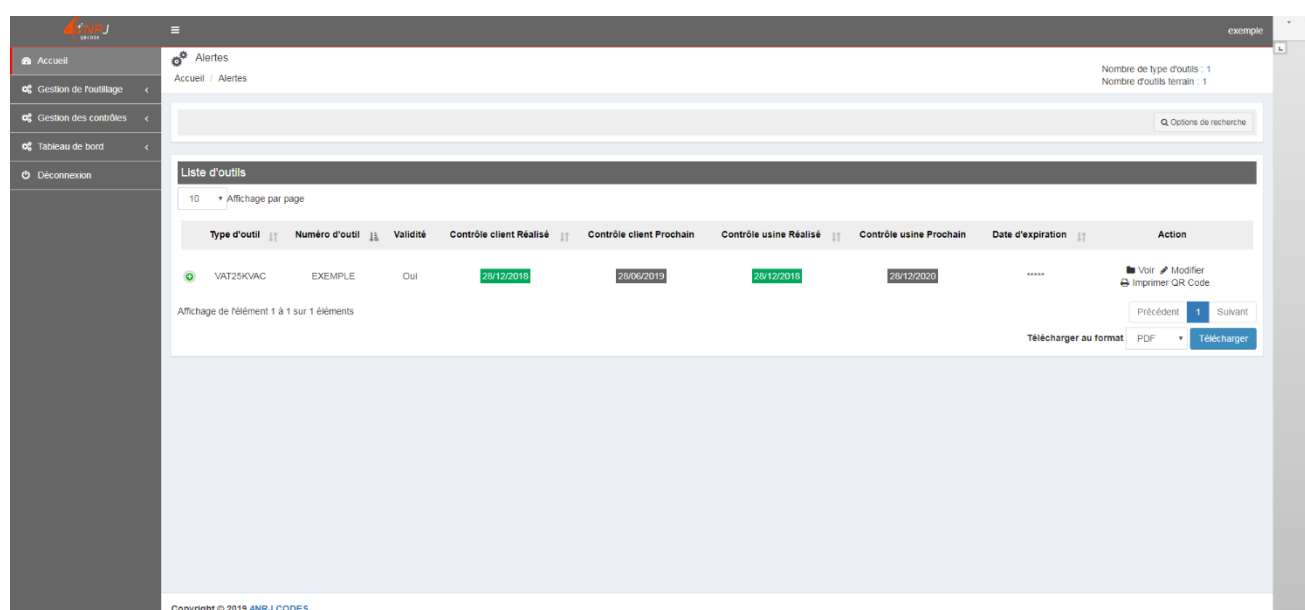 4NRJ
QR CODE
exemple
Accueil
Gestion de l'outillage
Gestion des contrôles
Tableau de bord
Déconnexion
Alertes
Accueil / Alertes
Nombre de type d'outils : 1
Nombre d'outils terrain : 1
Options de recherche
Liste d'outils
10 Affichage par page
Type d'outil Numéro d'outil Validité Contrôle client Réalisé Contrôle client Prochain Contrôle usine Réalisé Contrôle usine Prochain Date d'expiration Action
VAT25KVAC EXEMPLE Oui 28/12/2018 28/06/2019 28/12/2018 28/12/2020 ***** Voir Modifier
Imprimer QR Code
Affichage de l'élément 1 à 1 sur 1 éléments
Précédent 1 Suivant
Télécharger au format PDF Télécharger
Copyright © 2019 4NRJ CODES